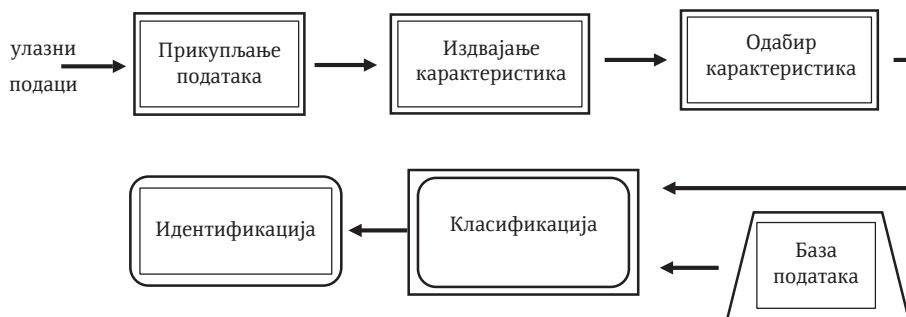 улазни
подаци
Прикупљање
података
Издвајање
карактеристика
Одабир
карактеристика
Идентификација
Класификација
База
података